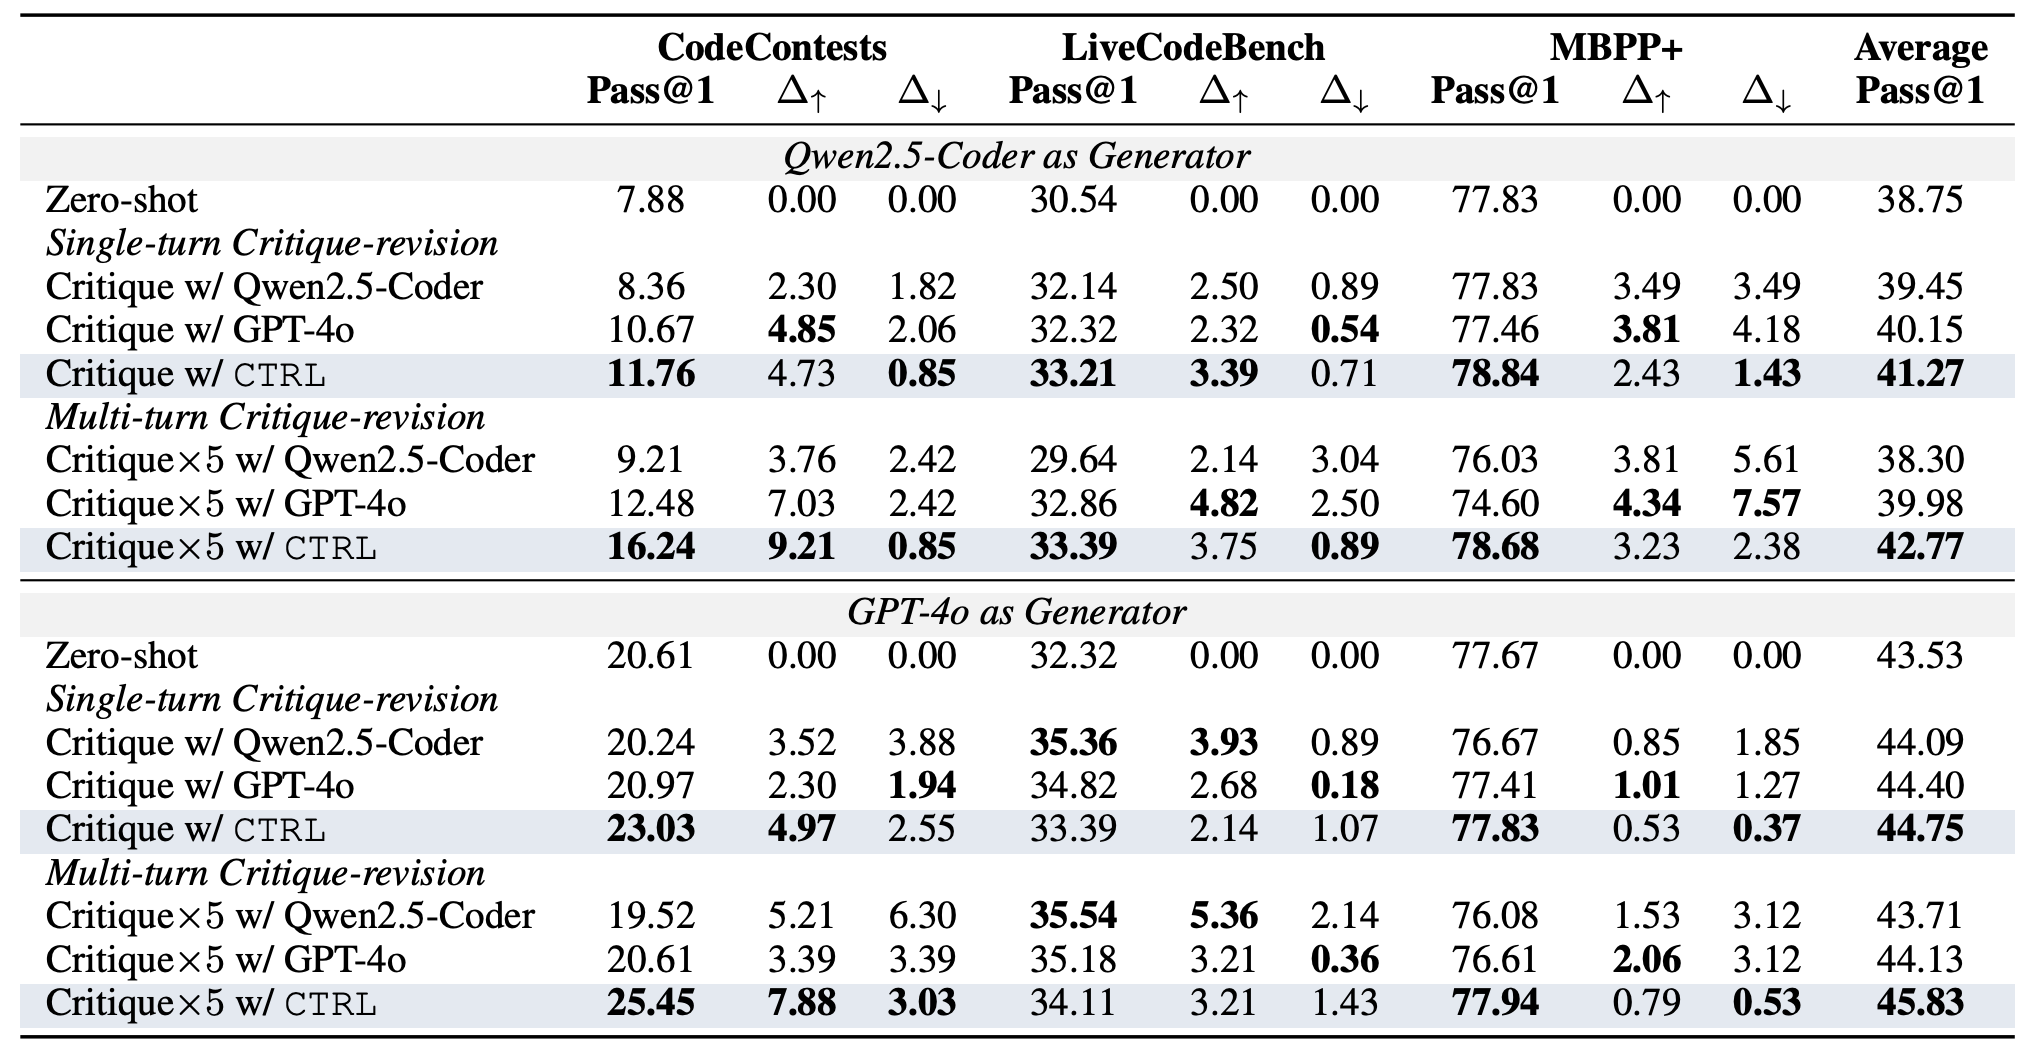 CodeContests LiveCodeBench MBPP+ Average
Pass@1 Δ↑ Δ↓ Pass@1 Δ↑ Δ↓ Pass@1 Δ↑ Δ↓ Pass@1
Qwen2.5-Coder as Generator
Zero-shot 7.88 0.00 0.00 30.54 0.00 0.00 77.83 0.00 0.00 38.75
Single-turn Critique-revision
Critique w/ Qwen2.5-Coder 8.36 2.30 1.82 32.14 2.50 0.89 77.83 3.49 3.49 39.45
Critique w/ GPT-4o 10.67 4.85 2.06 32.32 2.32 0.54 77.46 3.81 4.18 40.15
Critique w/ CTRL 11.76 4.73 0.85 33.21 3.39 0.71 78.84 2.43 1.43 41.27
Multi-turn Critique-revision
Critique×5 w/ Qwen2.5-Coder 9.21 3.76 2.42 29.64 2.14 3.04 76.03 3.81 5.61 38.30
Critique×5 w/ GPT-4o 12.48 7.03 2.42 32.86 4.82 2.50 74.60 4.34 7.57 39.98
Critique×5 w/ CTRL 16.24 9.21 0.85 33.39 3.75 0.89 78.68 3.23 2.38 42.77
GPT-4o as Generator
Zero-shot 20.61 0.00 0.00 32.32 0.00 0.00 77.67 0.00 0.00 43.53
Single-turn Critique-revision
Critique w/ Qwen2.5-Coder 20.24 3.52 3.88 35.36 3.93 0.89 76.67 0.85 1.85 44.09
Critique w/ GPT-4o 20.97 2.30 1.94 34.82 2.68 0.18 77.41 1.01 1.27 44.40
Critique w/ CTRL 23.03 4.97 2.55 33.39 2.14 1.07 77.83 0.53 0.37 44.75
Multi-turn Critique-revision
Critique×5 w/ Qwen2.5-Coder 19.52 5.21 6.30 35.54 5.36 2.14 76.08 1.53 3.12 43.71
Critique×5 w/ GPT-4o 20.61 3.39 3.39 35.18 3.21 0.36 76.61 2.06 3.12 44.13
Critique×5 w/ CTRL 25.45 7.88 3.03 34.11 3.21 1.43 77.94 0.79 0.53 45.83